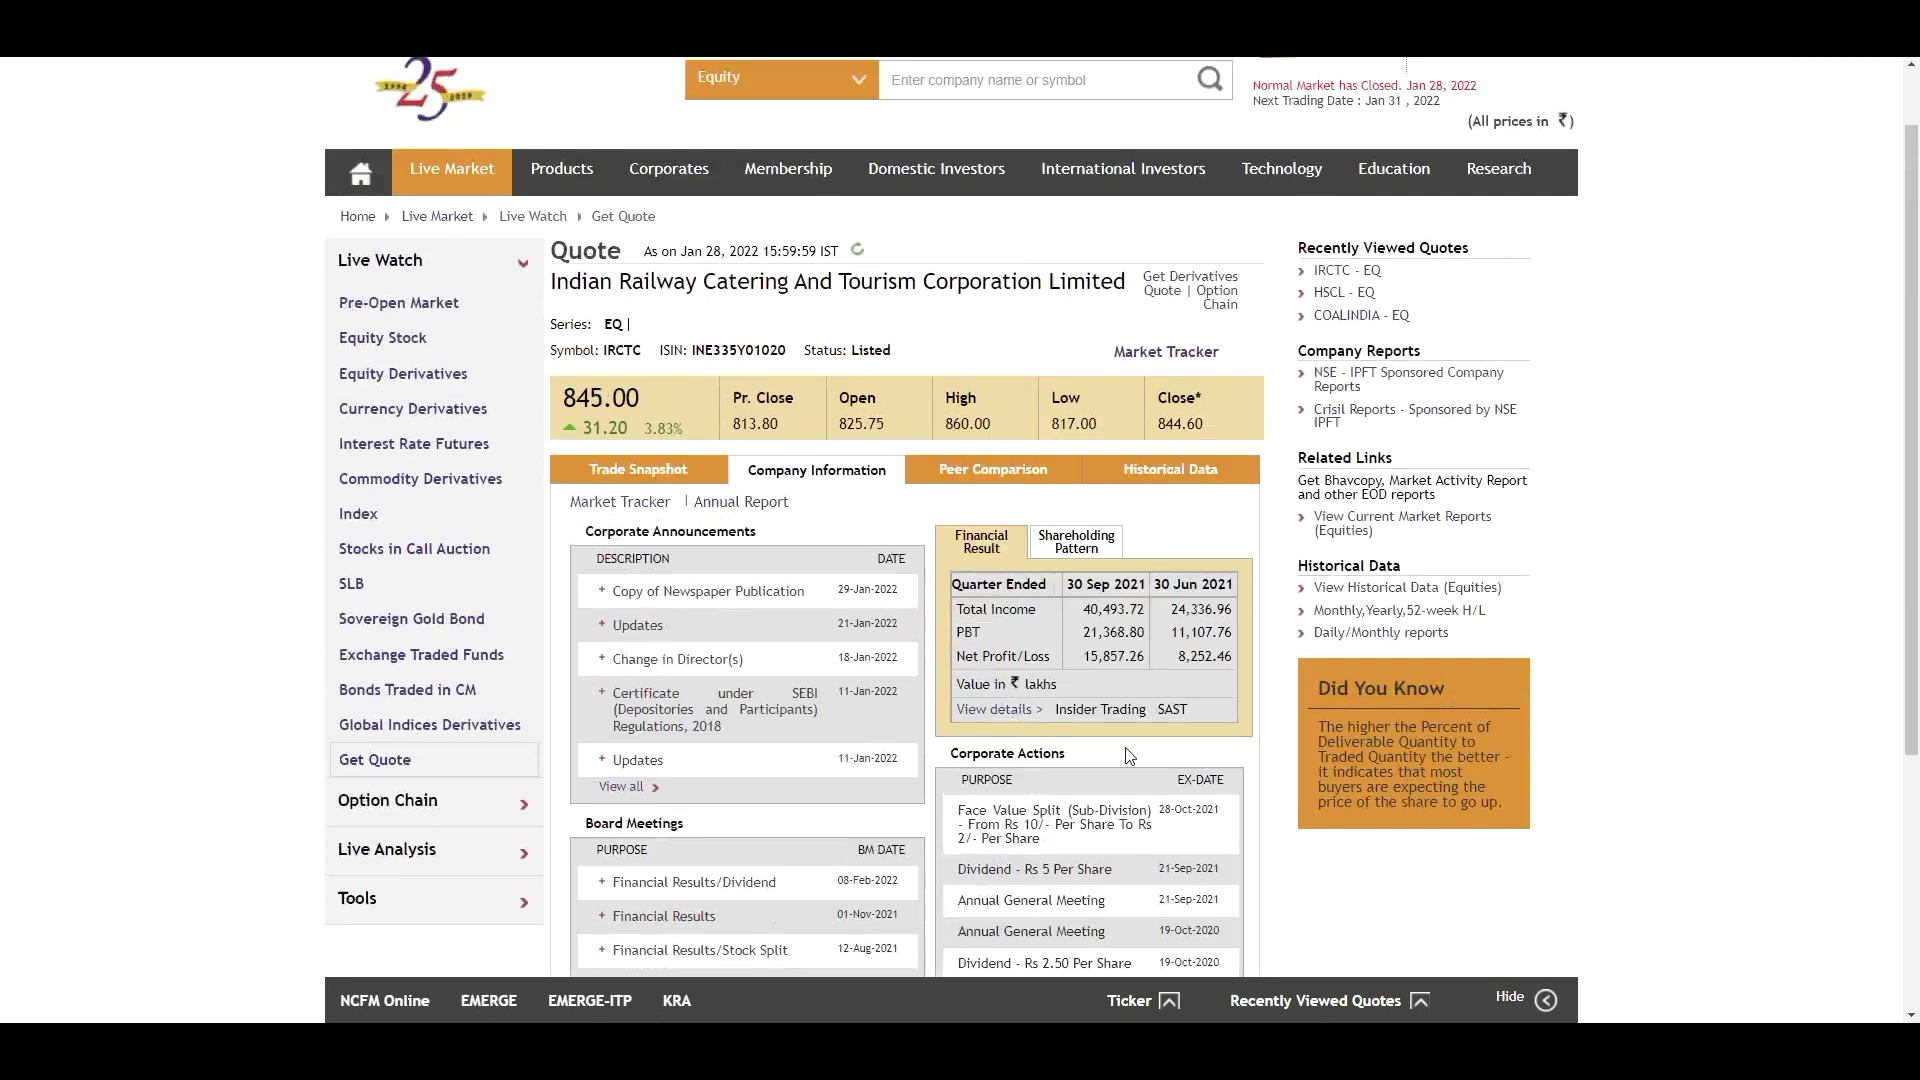 1994 25 2019
Equity
Enter company name or symbol
Normal Market has Closed. Jan 28, 2022
Next Trading Date : Jan 31 , 2022
(All prices in ₹)
Live Market Products Corporates Membership Domestic Investors International Investors Technology Education Research
Home Live Market Live Watch Get Quote
Live Watch
Pre-Open Market
Equity Stock
Equity Derivatives
Currency Derivatives
Interest Rate Futures
Commodity Derivatives
Index
Stocks in Call Auction
SLB
Sovereign Gold Bond
Exchange Traded Funds
Bonds Traded in CM
Global Indices Derivatives
Get Quote
Option Chain
Live Analysis
Tools
Quote As on Jan 28, 2022 15:59:59 IST
Indian Railway Catering And Tourism Corporation Limited
Get Derivatives
Quote | Option
Chain
Series: EQ |
Symbol: IRCTC ISIN: INE335Y01020 Status: Listed
Market Tracker
845.00 Pr. Close Open High Low Close*
31.20 3.83% 813.80 825.75 860.00 817.00 844.60
Trade Snapshot Company Information Peer Comparison Historical Data
Market Tracker | Annual Report
Corporate Announcements
DESCRIPTION DATE
+ Copy of Newspaper Publication 29-Jan-2022
+ Updates 21-Jan-2022
+ Change in Director(s) 18-Jan-2022
+ Certificate under SEBI 11-Jan-2022
(Depositories and Participants)
Regulations, 2018
+ Updates 11-Jan-2022
View all
Board Meetings
PURPOSE BM DATE
+ Financial Results/Dividend 08-Feb-2022
+ Financial Results 01-Nov-2021
+ Financial Results/Stock Split 12-Aug-2021
Financial
Result
Shareholding
Pattern
Quarter Ended 30 Sep 2021 30 Jun 2021
Total Income 40,493.72 24,336.96
PBT 21,368.80 11,107.76
Net Profit/Loss 15,857.26 8,252.46
Value in ₹ lakhs
View details > Insider Trading SAST
Corporate Actions
PURPOSE EX-DATE
Face Value Split (Sub-Division) 28-Oct-2021
- From Rs 10/- Per Share To Rs
2/- Per Share
Dividend - Rs 5 Per Share 21-Sep-2021
Annual General Meeting 21-Sep-2021
Annual General Meeting 19-Oct-2020
Dividend - Rs 2.50 Per Share 19-Oct-2020
Recently Viewed Quotes
IRCTC - EQ
HSCL - EQ
COALINDIA - EQ
Company Reports
NSE - IPFT Sponsored Company
Reports
Crisil Reports - Sponsored by NSE
IPFT
Related Links
Get Bhavcopy, Market Activity Report
and other EOD reports
View Current Market Reports
(Equities)
Historical Data
View Historical Data (Equities)
Monthly,Yearly,52-week H/L
Daily/Monthly reports
Did You Know
The higher the Percent of
Deliverable Quantity to
Traded Quantity the better -
it indicates that most
buyers are expecting the
price of the share to go up.
NCFM Online EMERGE EMERGE-ITP KRA Ticker Recently Viewed Quotes Hide